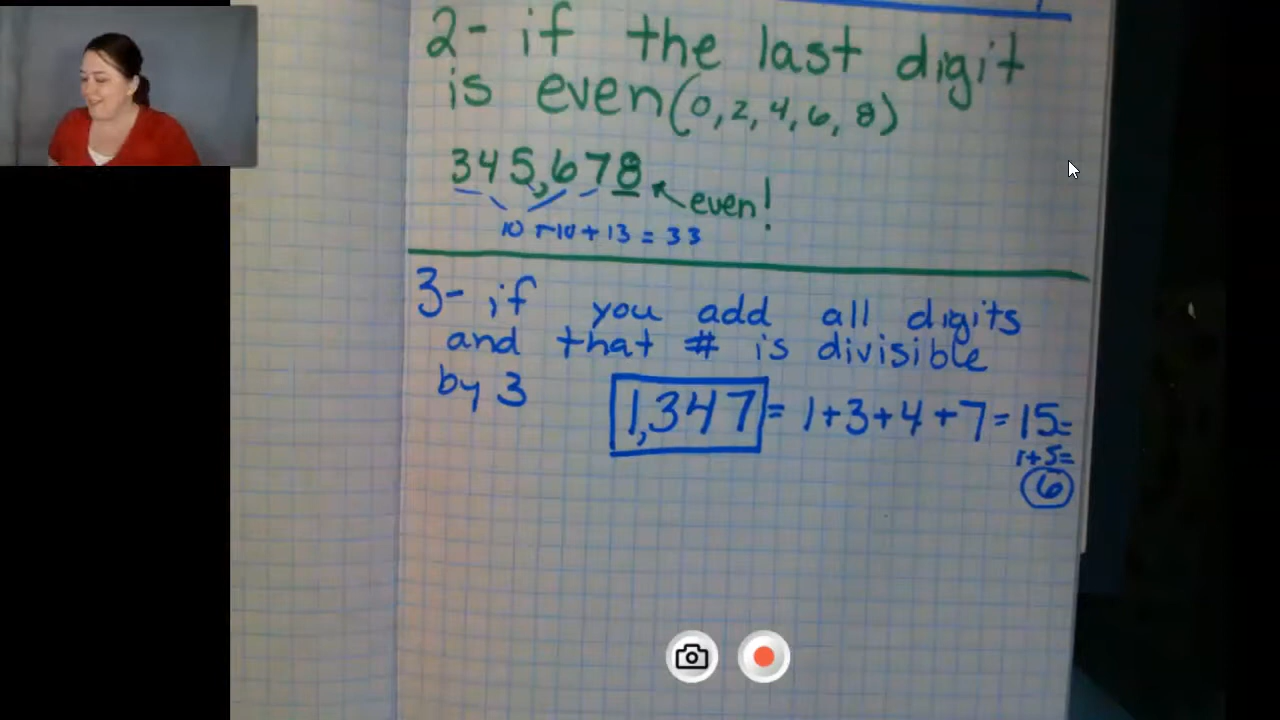 2- if the last digit
is even (0, 2, 4, 6, 8)
345,678 even!
10 + 10 + 13 = 33
3- if you add all digits
and that # is divisible
by 3 1,347 = 1+3+4+7 = 15 =
1+5=
6